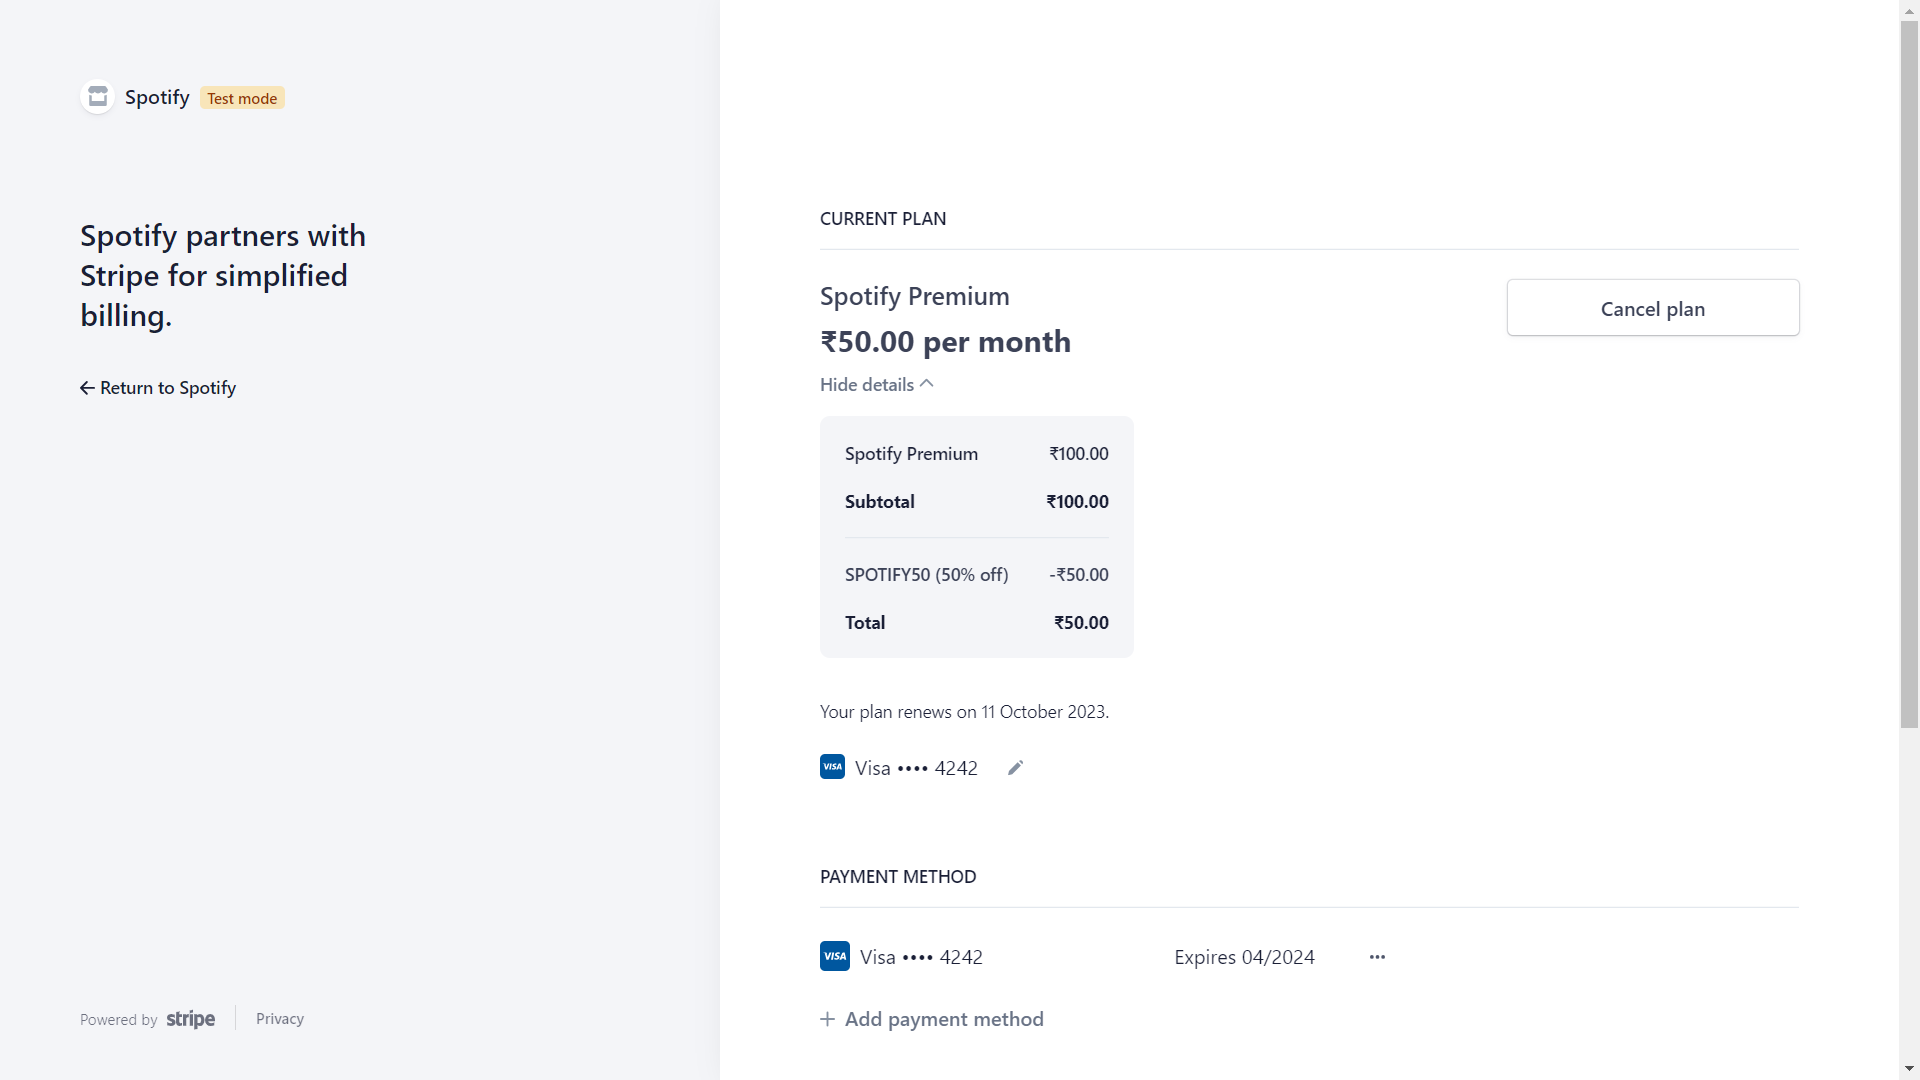 Spotify Test mode
Spotify partners with
Stripe for simplified
billing.
Return to Spotify
Powered by stripe
Privacy
CURRENT PLAN
Spotify Premium
₹50.00 per month
Cancel plan
Hide details
Spotify Premium ₹100.00
Subtotal ₹100.00
SPOTIFY50 (50% off) -₹50.00
Total ₹50.00
Your plan renews on 11 October 2023.
VISA Visa •••• 4242
PAYMENT METHOD
VISA Visa •••• 4242 Expires 04/2024 •••
+ Add payment method